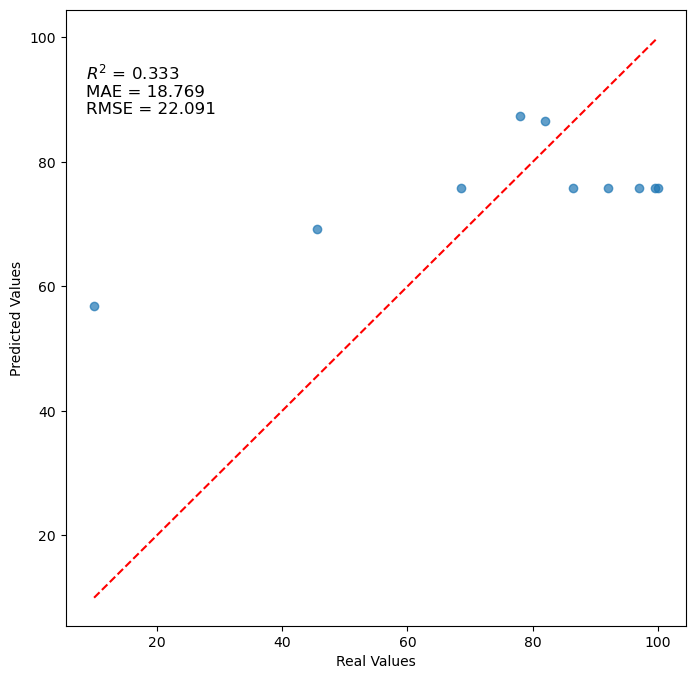 100
80
60
40
20
Predicted Values
R² = 0.333
MAE = 18.769
RMSE = 22.091
20 40 60 80 100
Real Values